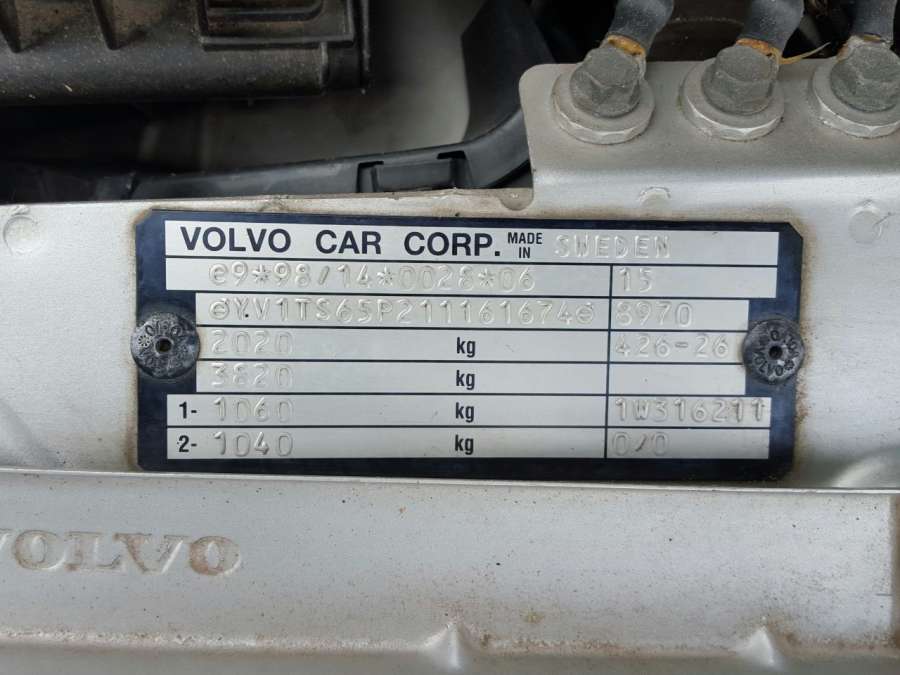 VOLVO CAR CORP. MADE IN SWEDEN
e9*98/14*0028*06 15
YV1TS65P211161674 8970
2020 kg 426-26
3820 kg
1- 1060 kg 1W316211
2- 1040 kg 0/0
VOLVO